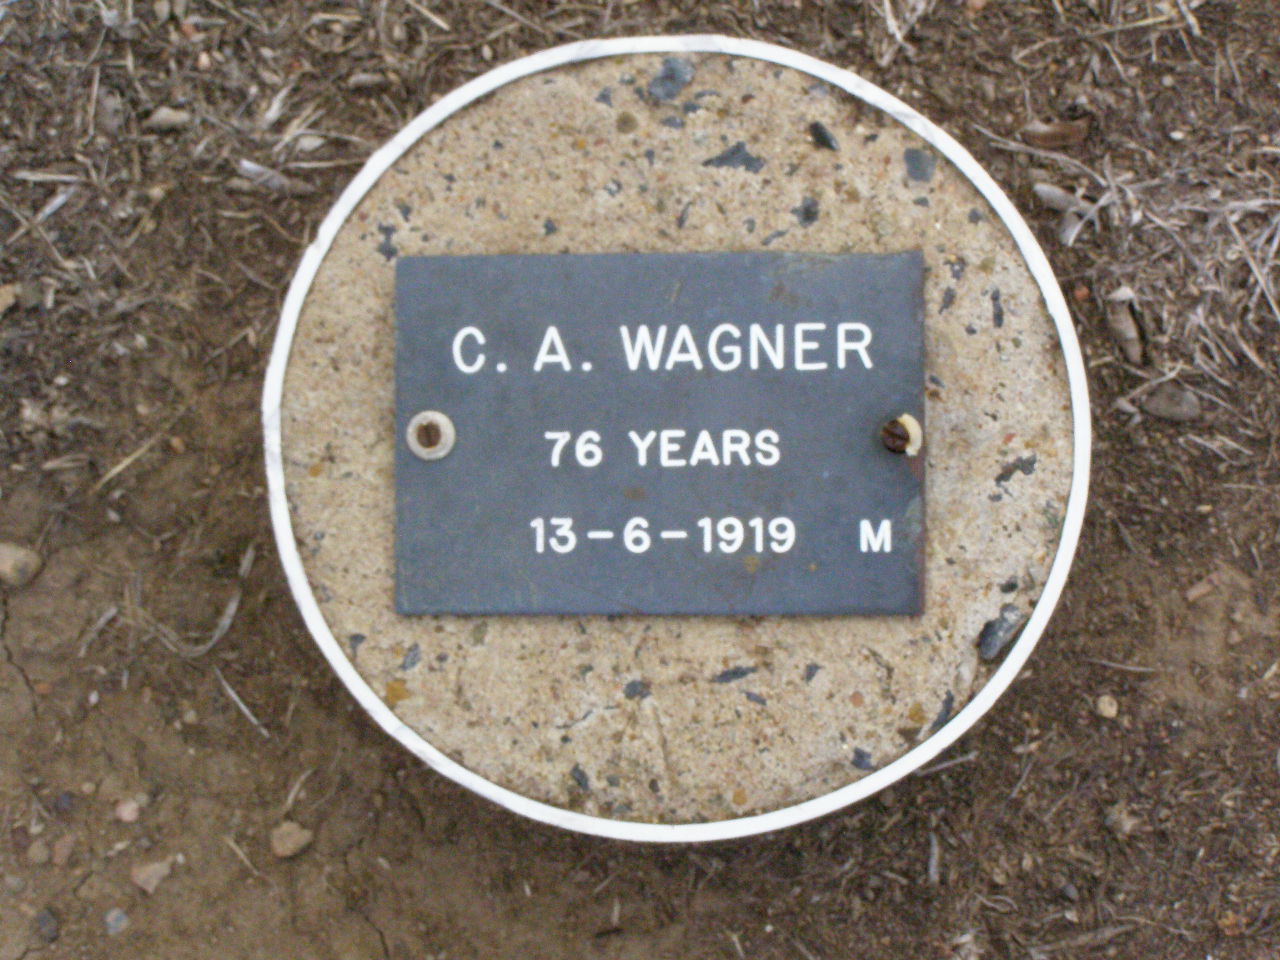 C. A. WAGNER
76 YEARS
13-6-1919 M